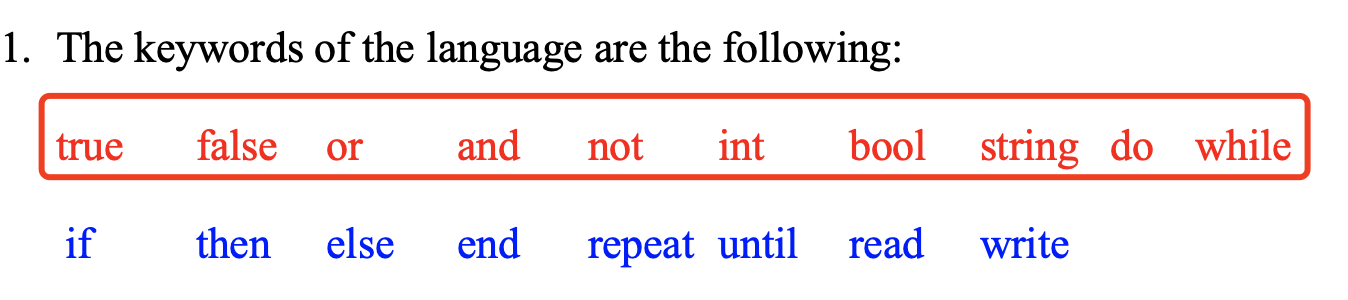 1. The keywords of the language are the following:
true false or and not int bool string do while
if then else end repeat until read write